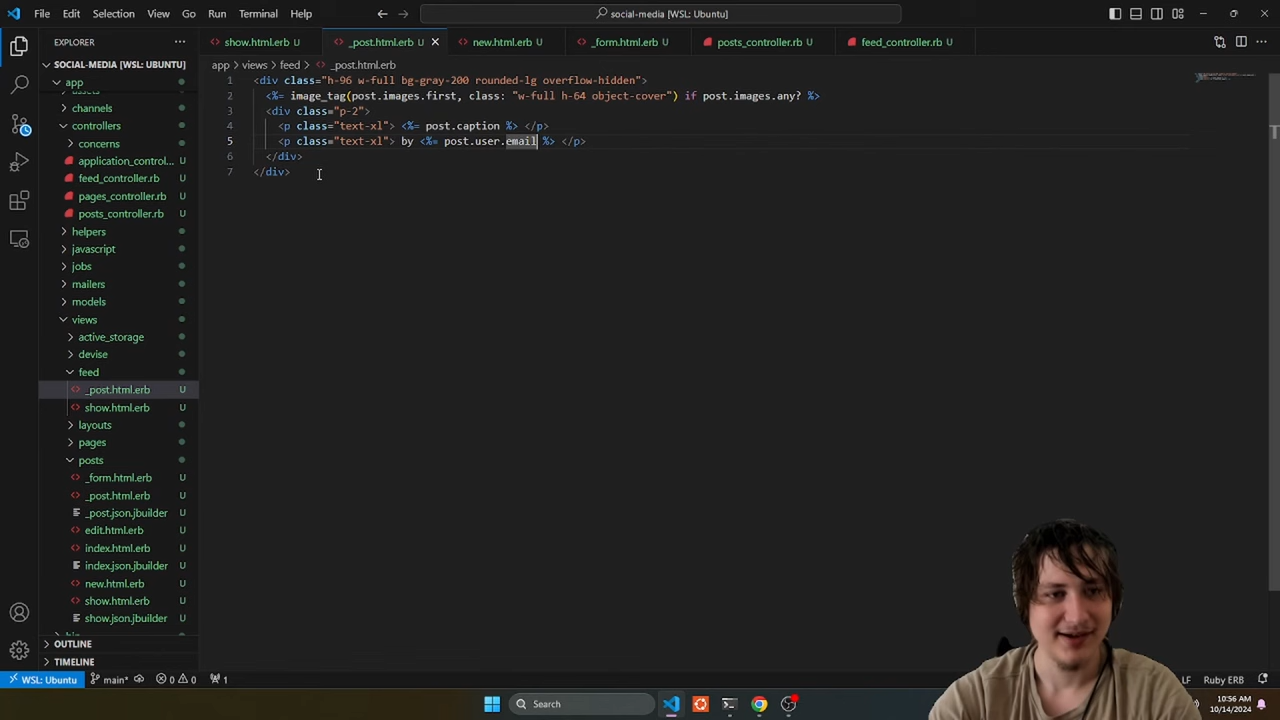 File Edit Selection View Go Run Terminal Help
social-media [WSL: Ubuntu]
EXPLORER
show.html.erb U
_post.html.erb U
new.html.erb U
_form.html.erb U
posts_controller.rb U
feed_controller.rb U
SOCIAL-MEDIA [WSL: UBUNTU]
app
channels
controllers
concerns
application_control... U
feed_controller.rb U
pages_controller.rb U
posts_controller.rb U
helpers
javascript
jobs
mailers
models
views
active_storage
devise
feed
_post.html.erb U
show.html.erb U
layouts
pages
posts
_form.html.erb U
_post.html.erb U
_post.json.jbuilder U
edit.html.erb U
index.html.erb U
index.json.jbuilder U
new.html.erb U
show.html.erb U
show.json.jbuilder U
OUTLINE
TIMELINE
app > views > feed > _post.html.erb
1 <div class="h-96 w-full bg-gray-200 rounded-lg overflow-hidden">
2 <%= image_tag(post.images.first, class: "w-full h-64 object-cover") if post.images.any? %>
3 <div class="p-2">
4 <p class="text-xl"> <%= post.caption %> </p>
5 <p class="text-xl"> by <%= post.user.email %> </p>
6 </div>
7 </div>
WSL: Ubuntu main* 0 0 1
LF Ruby ERB
Search
10:56 AM
10/14/2024